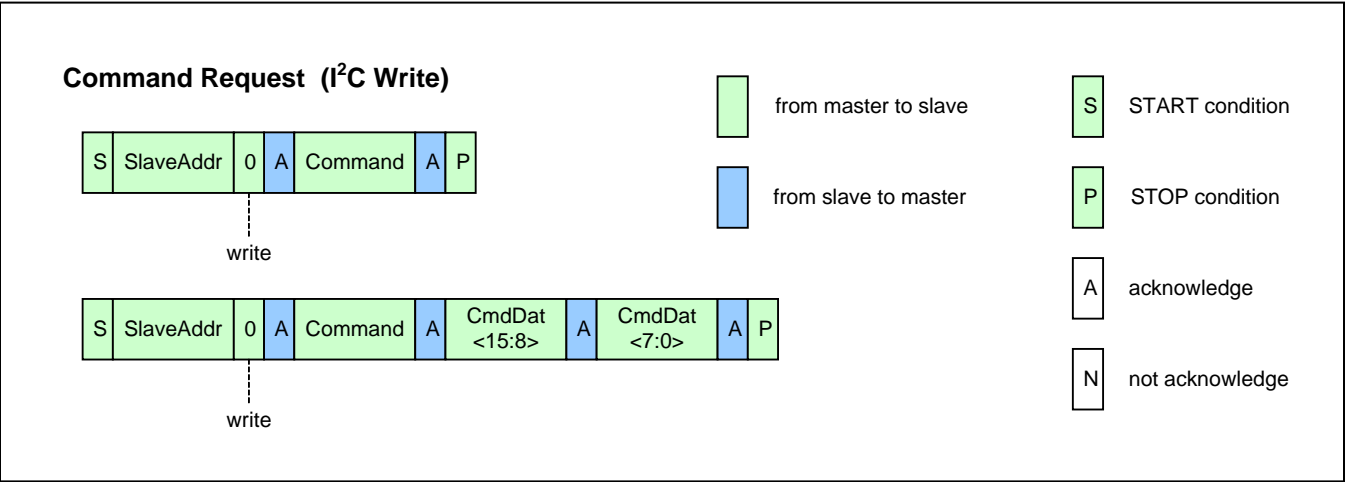 Command Request (I²C Write)
S SlaveAddr 0 A Command A P
write
S SlaveAddr 0 A Command A CmdDat <15:8> A CmdDat <7:0> A P
write
from master to slave
from slave to master
S START condition
P STOP condition
A acknowledge
N not acknowledge